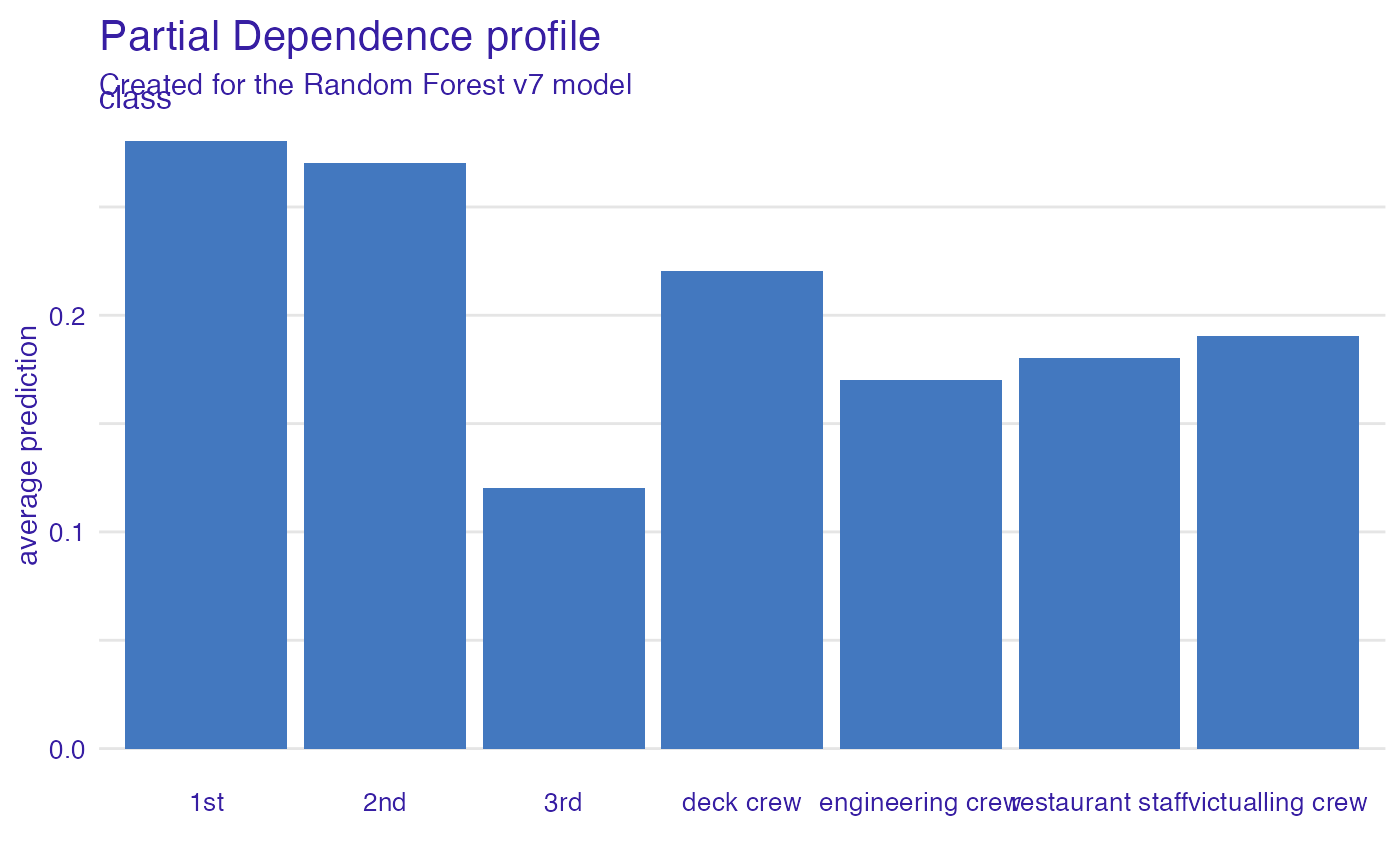 Partial Dependence profile
Created for the Random Forest v7 model
class
average prediction
0.2
0.1
0.0
1st 2nd 3rd deck crew engineering crew restaurant staff victualling crew